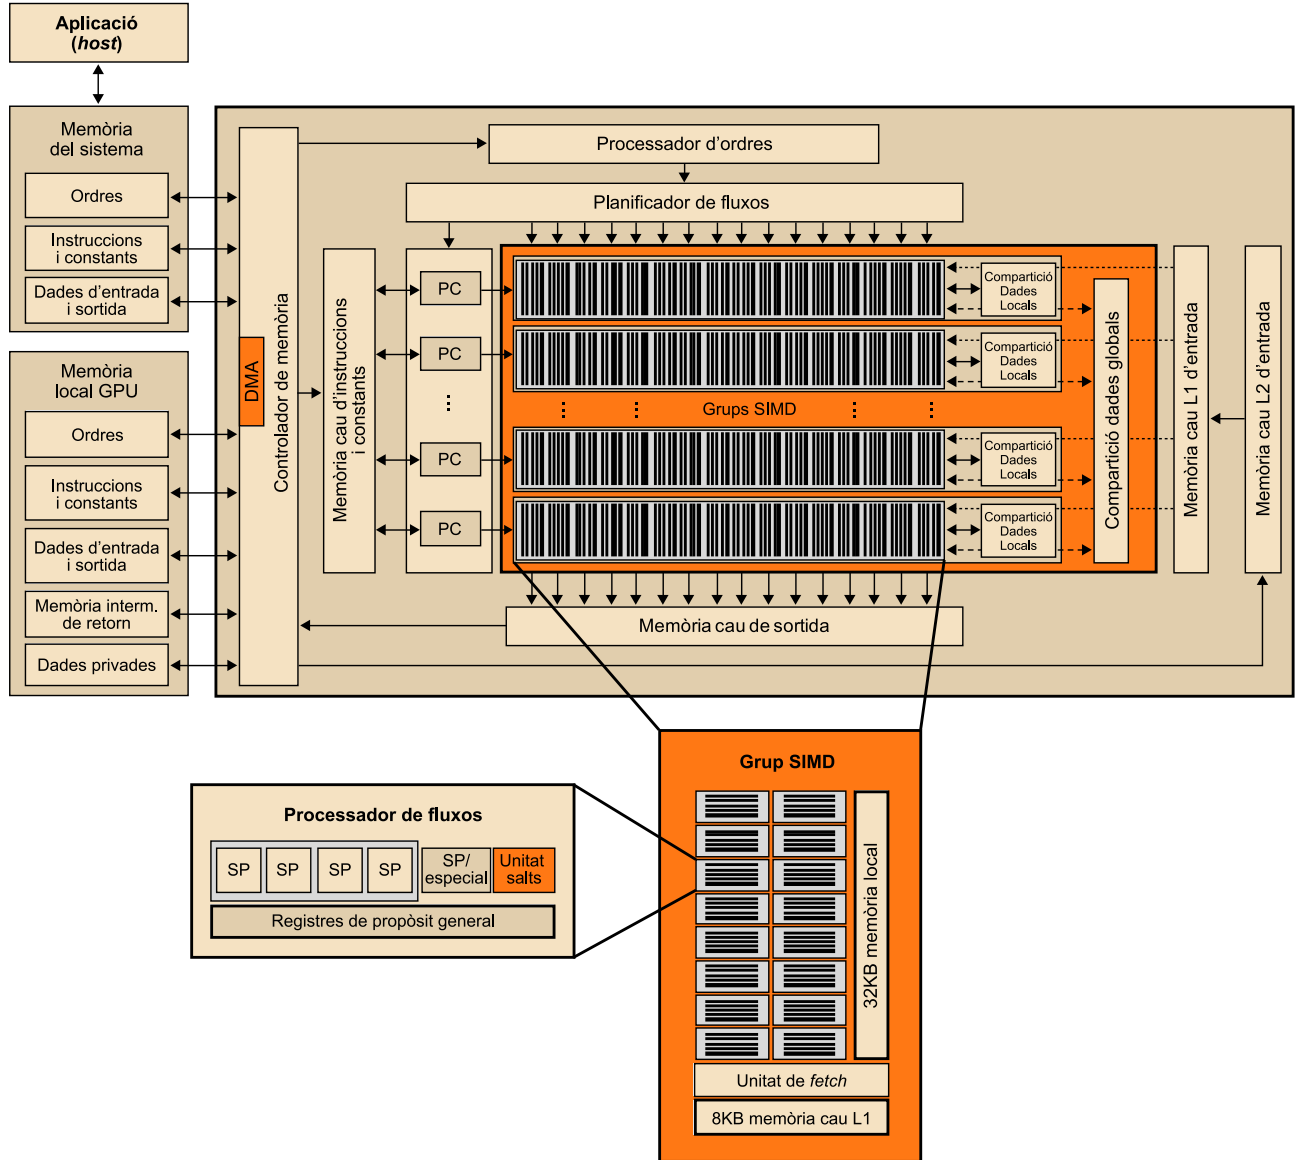 Aplicació
(host)
Memòria
del sistema
Ordres
Instruccions
i constants
Dades d'entrada
i sortida
Memòria
local GPU
Ordres
Instruccions
i constants
Dades d'entrada
i sortida
Memòria interm.
de retorn
Dades privades
DMA
Controlador de memòria
Processador d'ordres
Planificador de fluxos
Memòria cau d'instruccions
i constants
PC
PC
PC
PC
Grups SIMD
Compartició
Dades
Locals
Compartició
Dades
Locals
Compartició
Dades
Locals
Compartició
Dades
Locals
Compartició dades globals
Memòria cau L1 d'entrada
Memòria cau L2 d'entrada
Memòria cau de sortida
Grup SIMD
32KB memòria local
Unitat de fetch
8KB memòria cau L1
Processador de fluxos
SP
SP
SP
SP
SP/
especial
Unitat
salts
Registres de propòsit general